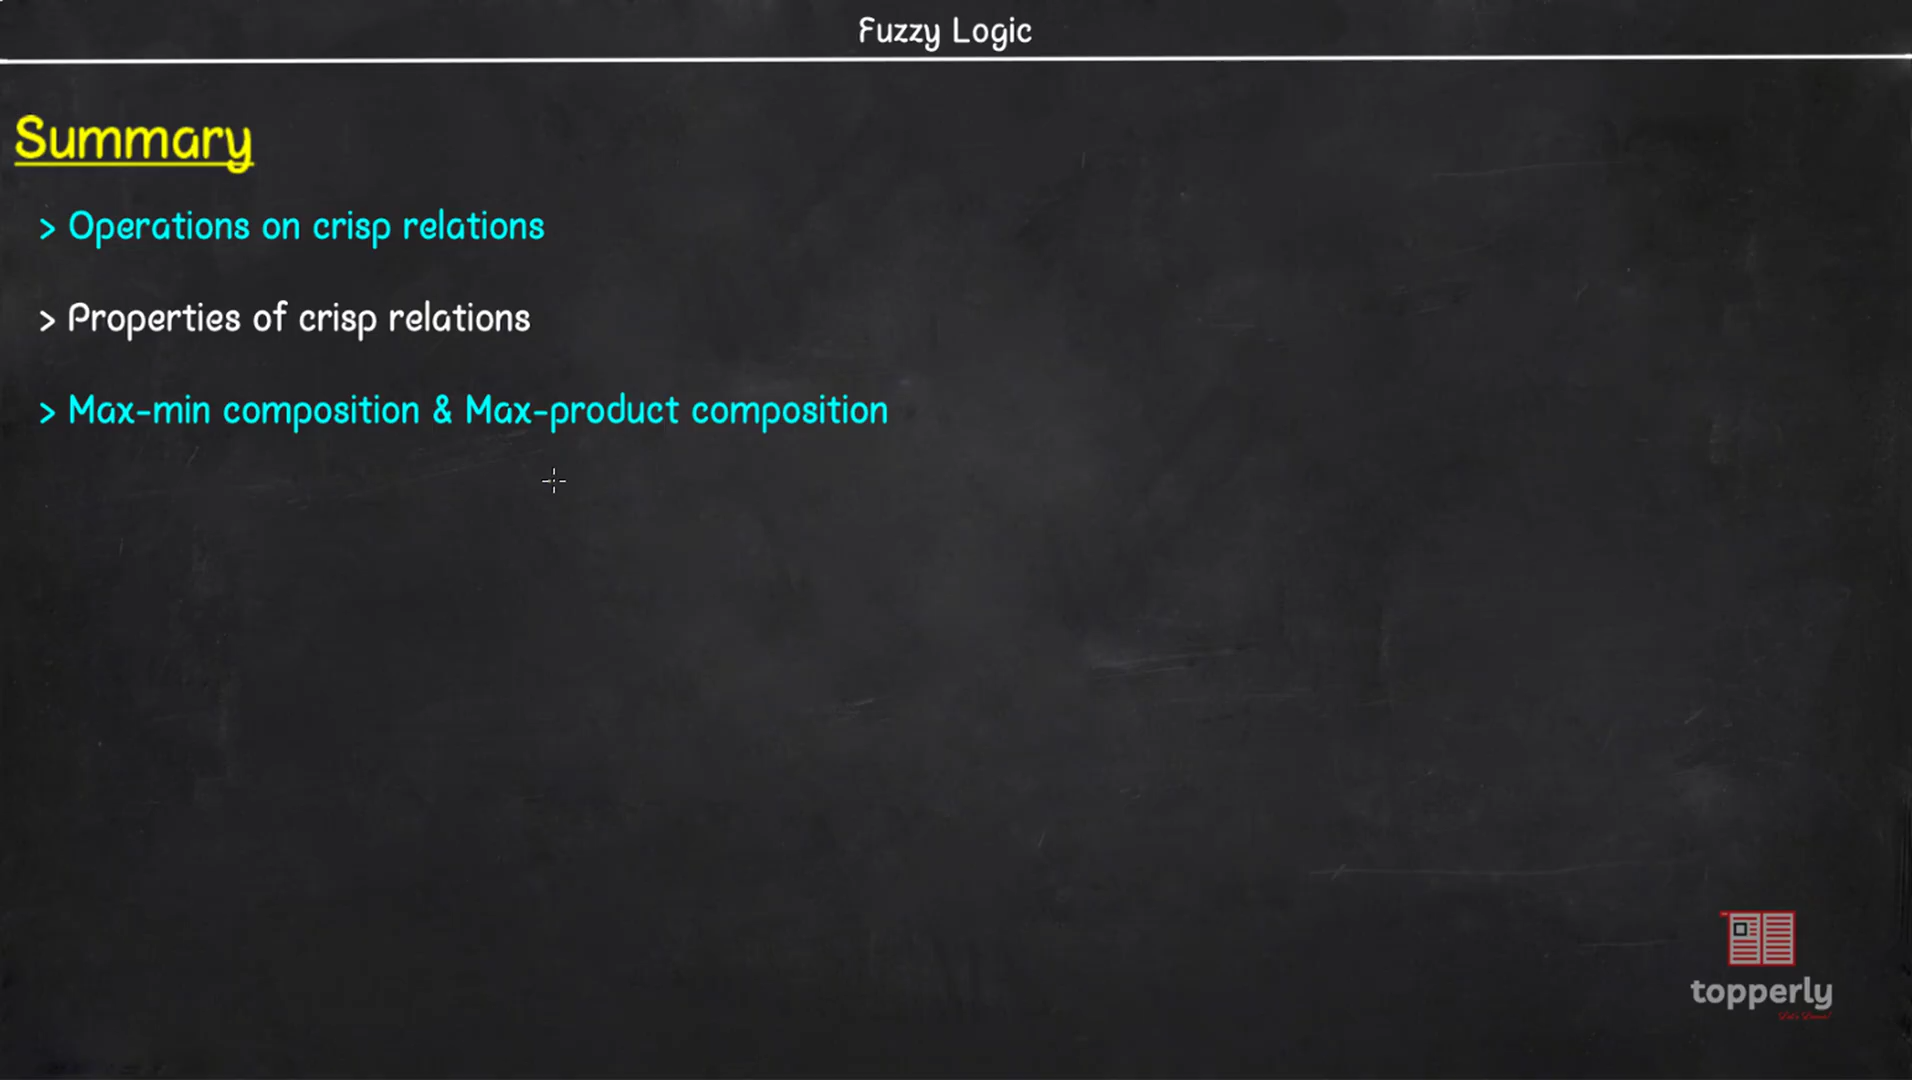 Fuzzy Logic
Summary
> Operations on crisp relations
> Properties of crisp relations
> Max-min composition & Max-product composition
topperly